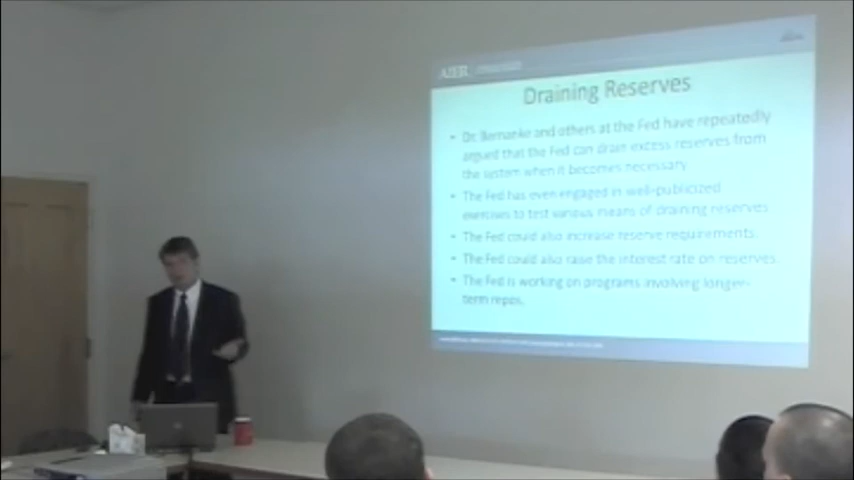 AIER
Draining Reserves
• Dr. Bernanke and others at the Fed have repeatedly
argued that the Fed can drain excess reserves from
the system when it becomes necessary
• The Fed has even engaged in well-publicized
exercises to test various means of draining reserves
• The Fed could also increase reserve requirements.
• The Fed could also raise the interest rate on reserves.
• The Fed is working on programs involving longer-
term repos.